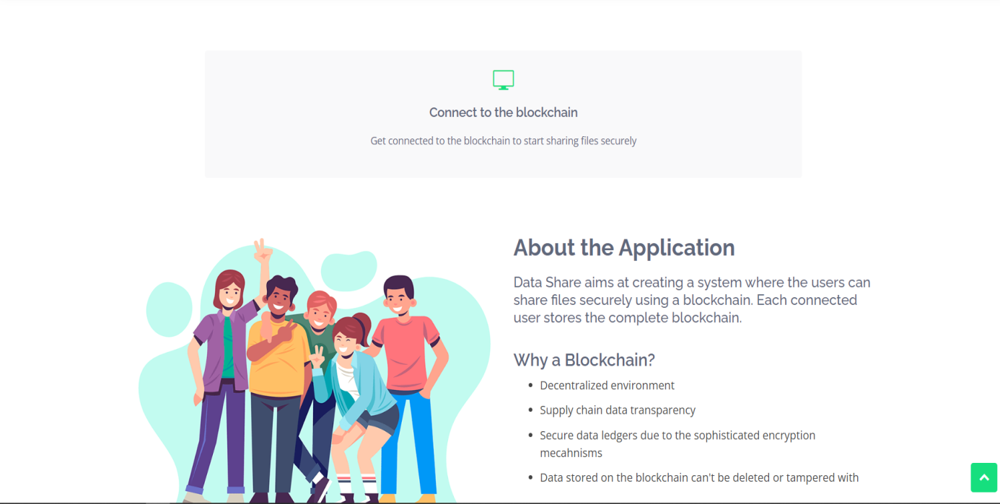 Connect to the blockchain
Get connected to the blockchain to start sharing files securely
About the Application
Data Share aims at creating a system where the users can
share files securely using a blockchain. Each connected
user stores the complete blockchain.
Why a Blockchain?
Decentralized environment
Supply chain data transparency
Secure data ledgers due to the sophisticated encryption
mecahnisms
Data stored on the blockchain can't be deleted or tampered with